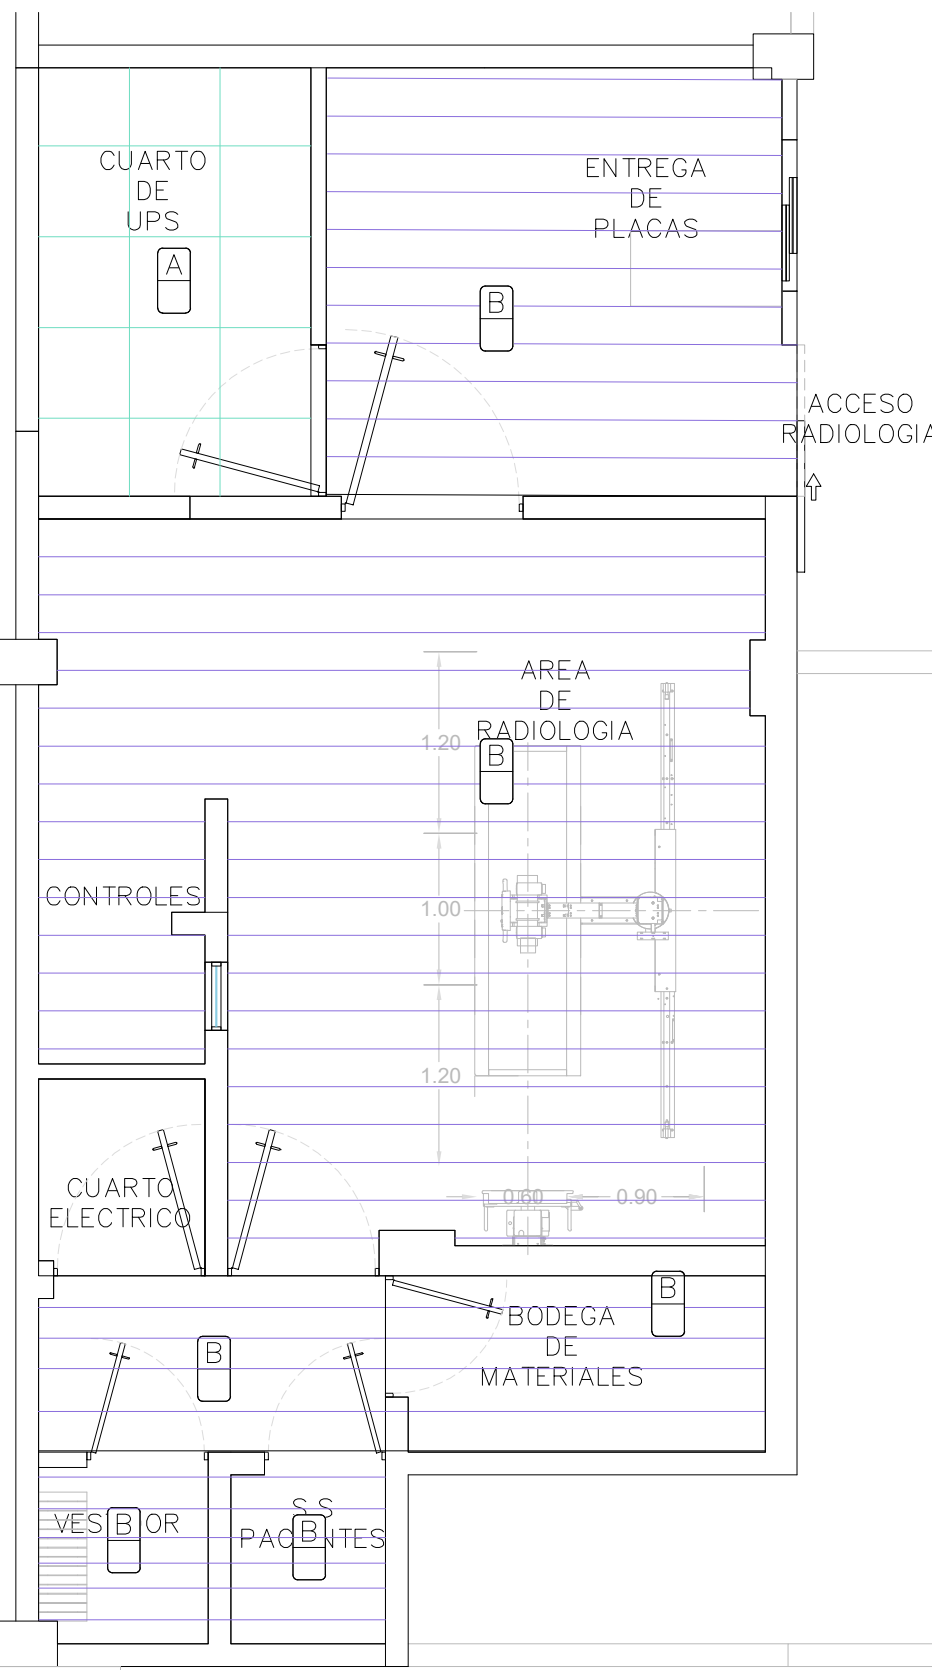 CUARTO
DE
UPS
A
ENTREGA
DE
PLACAS
B
ACCESO
RADIOLOGIA
AREA
DE
RADIOLOGIA
B
1.20
1.00
1.20
CONTROLES
0.60
0.90
CUARTO
ELECTRICO
B
BODEGA
DE
MATERIALES
B
B
S.S
B